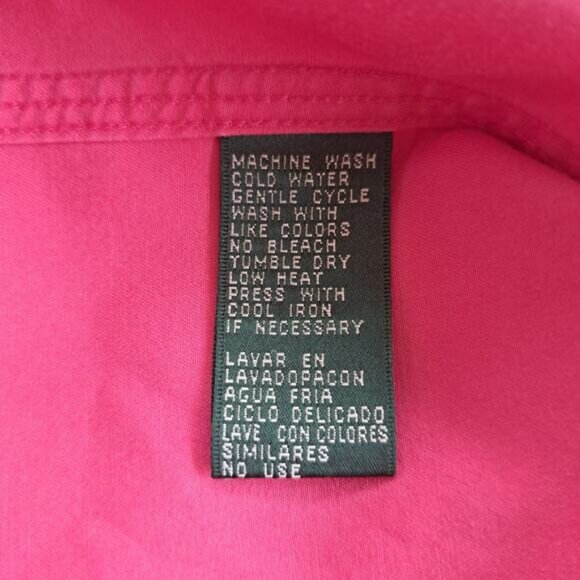 MACHINE WASH
COLD WATER
GENTLE CYCLE
WASH WITH
LIKE COLORS
NO BLEACH
TUMBLE DRY
LOW HEAT
PRESS WITH
COOL IRON
IF NECESSARY
LAVAR EN
LAVADOPACON
AGUA FRIA
CICLO DELICADO
LAVE CON COLORES
SIMILARES
NO USE